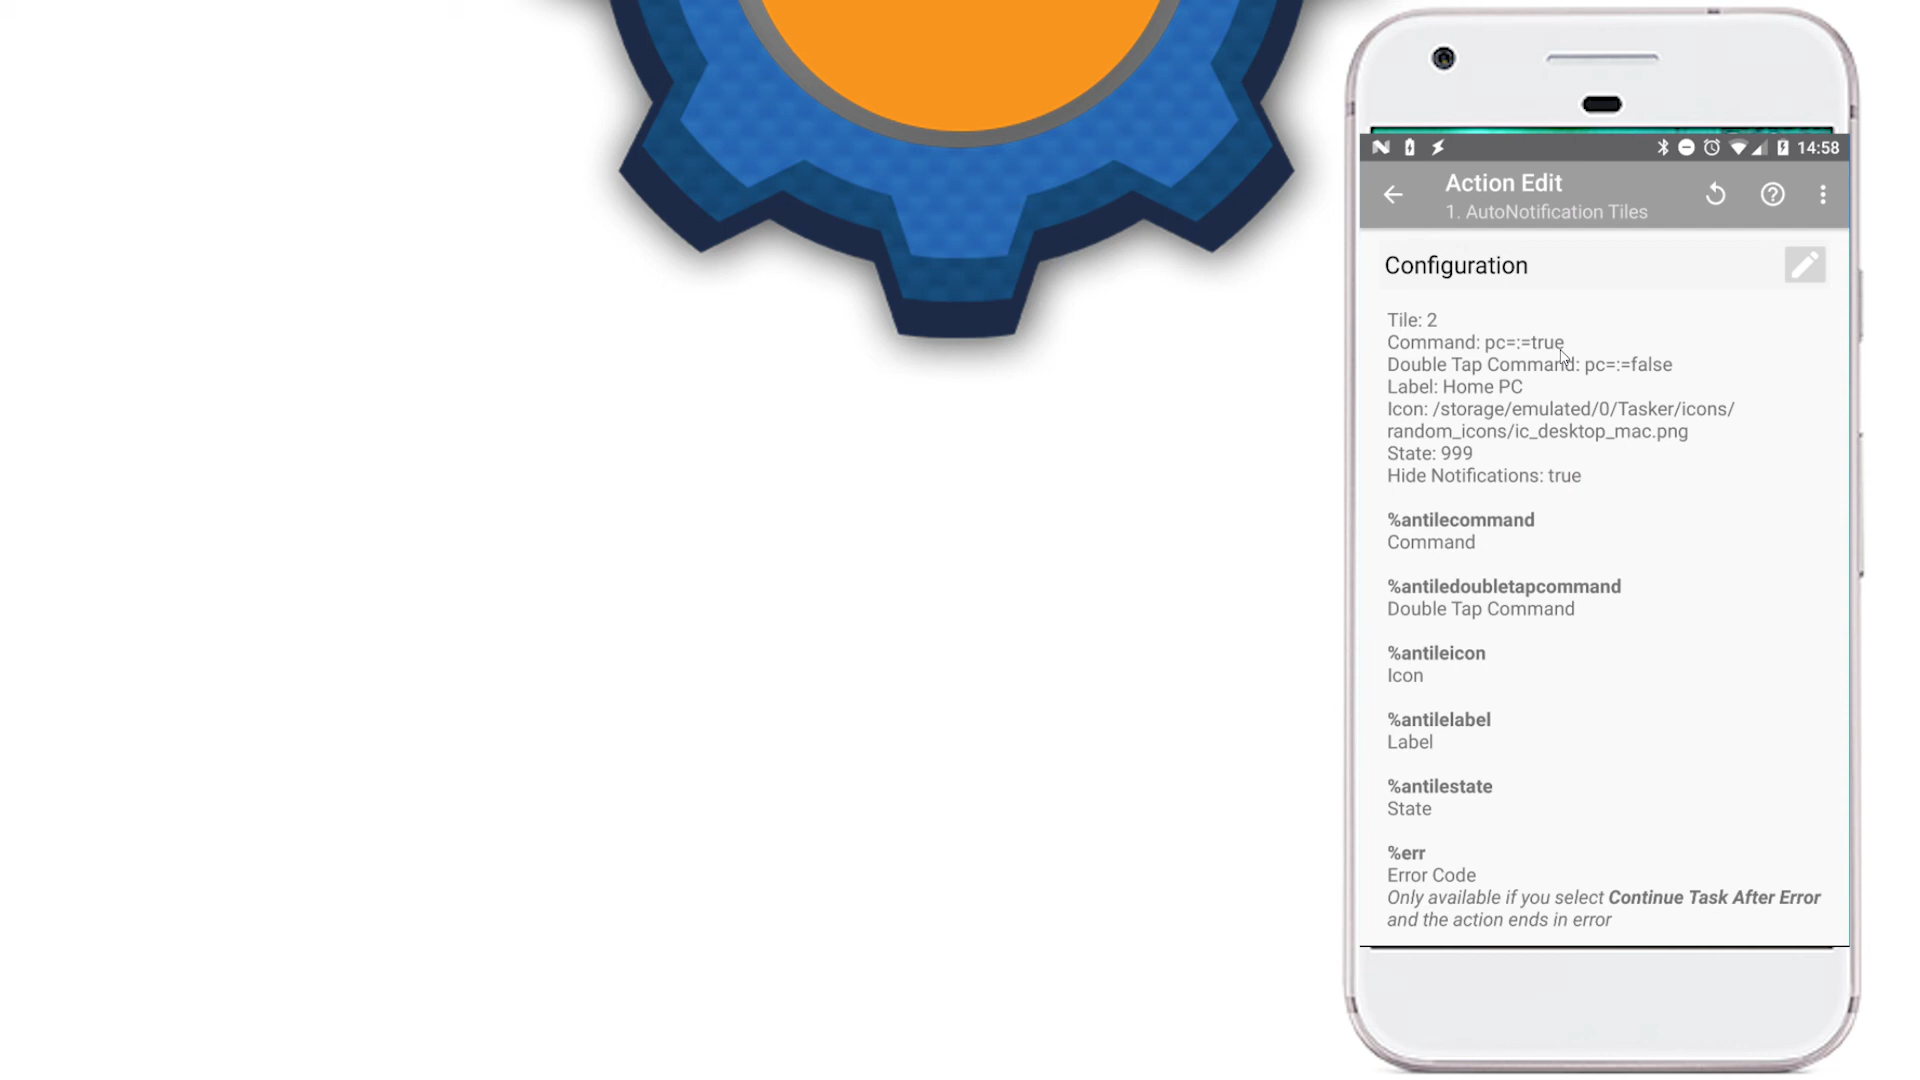 14:58
Action Edit
1. AutoNotification Tiles
Configuration
Tile: 2
Command: pc=:=true
Double Tap Command: pc=:=false
Label: Home PC
Icon: /storage/emulated/0/Tasker/icons/
random_icons/ic_desktop_mac.png
State: 999
Hide Notifications: true
%antilecommand
Command
%antiledoubletapcommand
Double Tap Command
%antileicon
Icon
%antilelabel
Label
%antilestate
State
%err
Error Code
Only available if you select Continue Task After Error
and the action ends in error